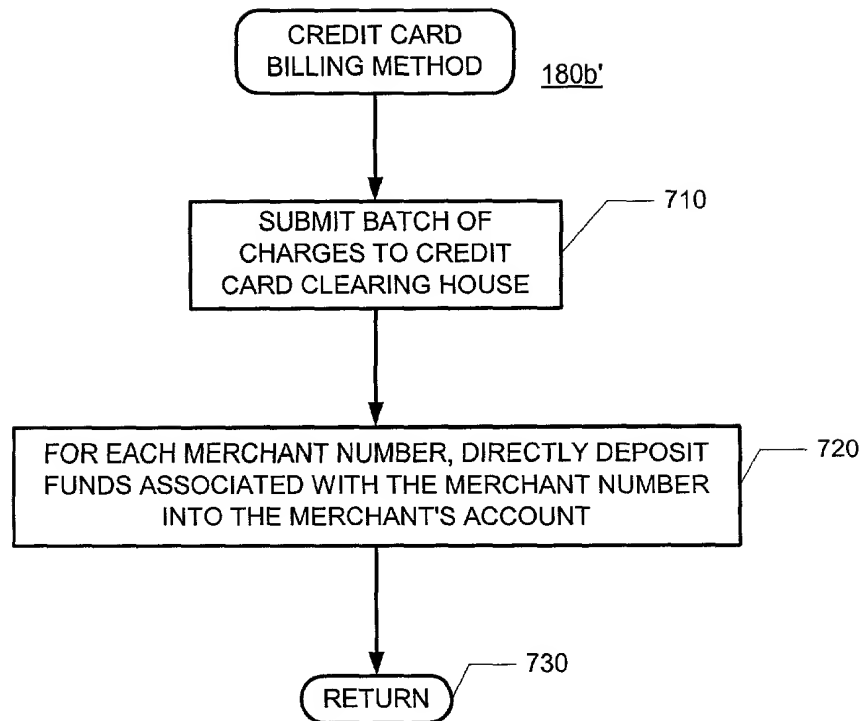 CREDIT CARD
BILLING METHOD
180b'
SUBMIT BATCH OF
CHARGES TO CREDIT
CARD CLEARING HOUSE
710
FOR EACH MERCHANT NUMBER, DIRECTLY DEPOSIT
FUNDS ASSOCIATED WITH THE MERCHANT NUMBER
INTO THE MERCHANT'S ACCOUNT
720
RETURN
730